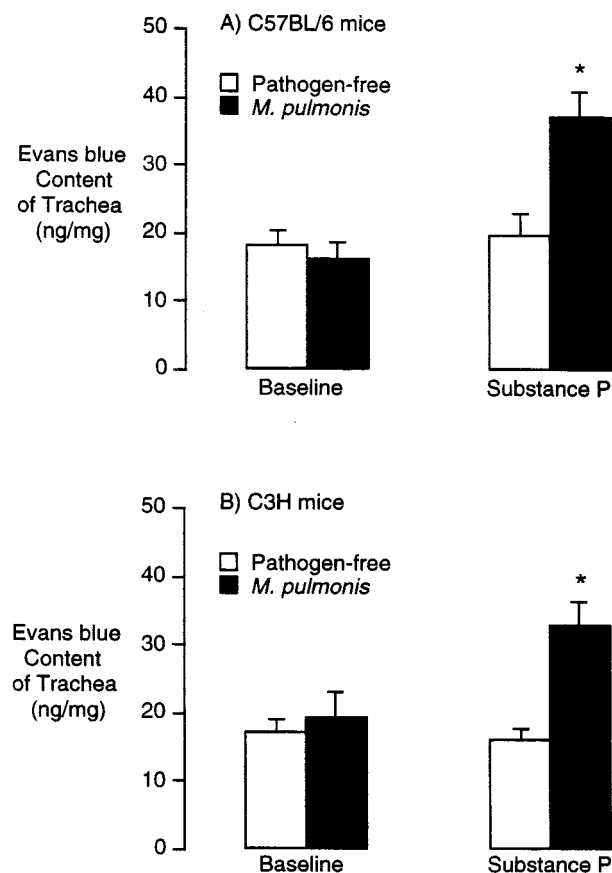 A) C57BL/6 mice
Pathogen-free
M. pulmonis
*
Evans blue
Content
of Trachea
(ng/mg)
50
40
30
20
10
0
Baseline
Substance P
B) C3H mice
Pathogen-free
M. pulmonis
*
Evans blue
Content
of Trachea
(ng/mg)
50
40
30
20
10
0
Baseline
Substance P